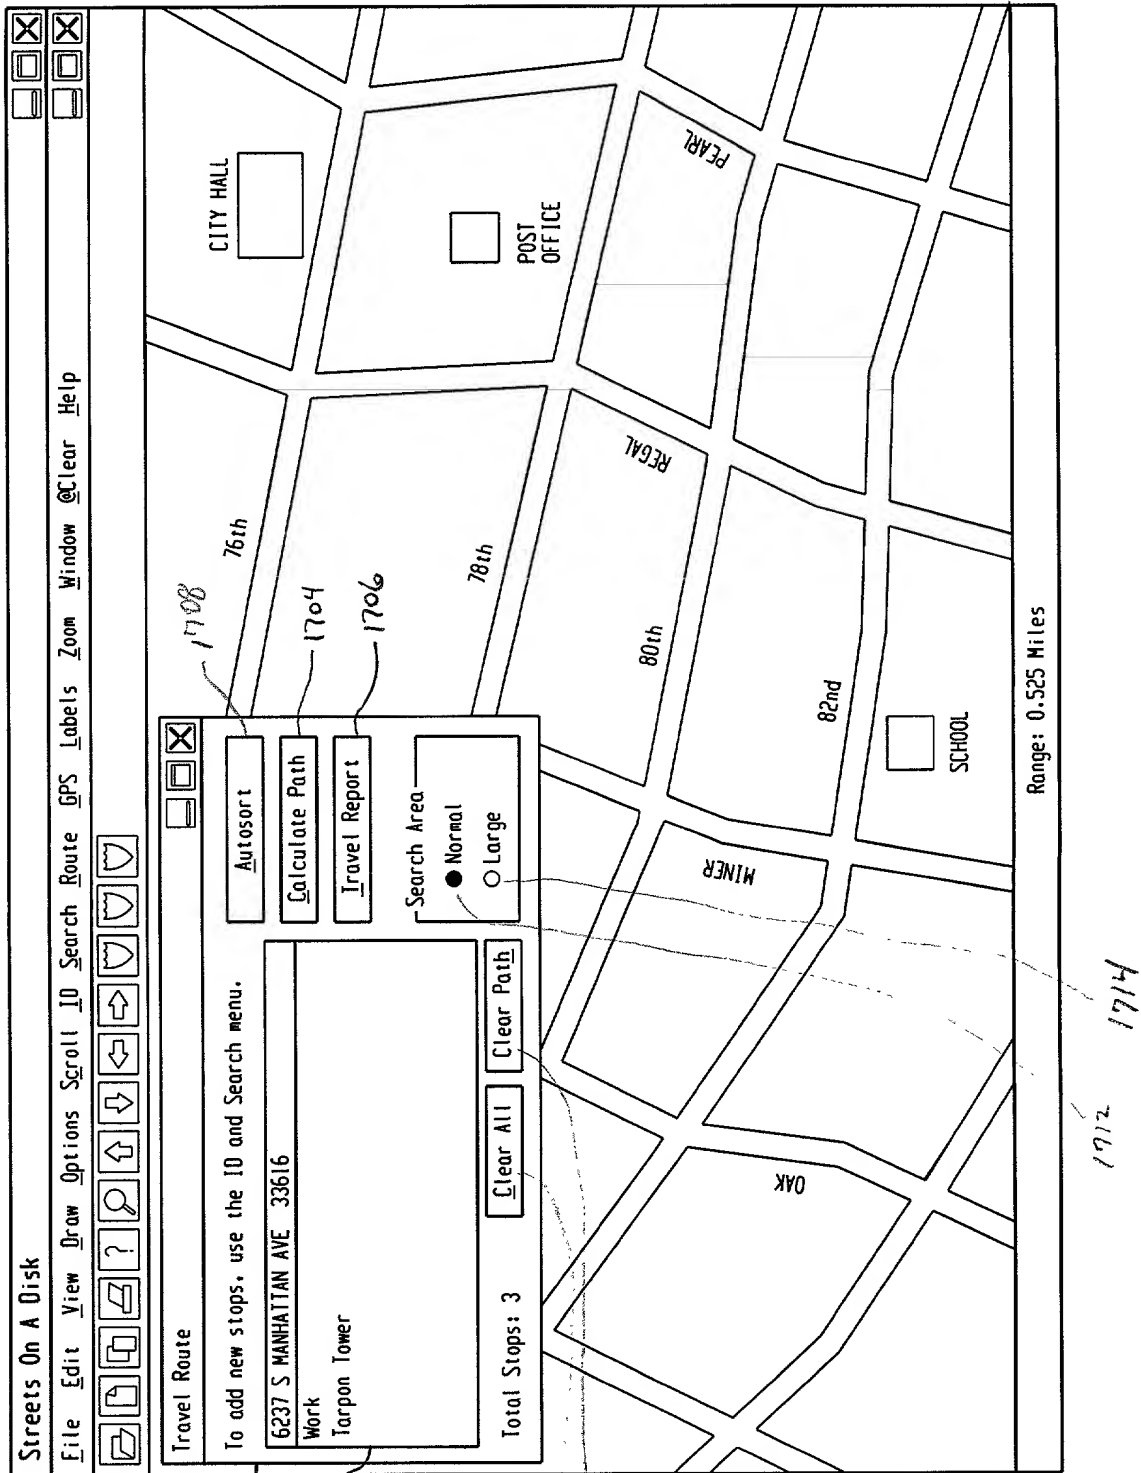 Streets On A Disk
File Edit View Draw Options Scroll ID Search Route GPS Labels Zoom Window @Clear Help
?
Travel Route
To add new stops, use the ID and Search menu.
6237 S MANHATTAN AVE 33616
Work
Tarpon Tower
Total Stops: 3
Clear All
Clear Path
Autosort
Calculate Path
Travel Report
Search Area
Normal
Large
1708
1704
1706
76th
78th
80th
82nd
CITY HALL
POST
OFFICE
PEARL
REGAL
MINER
OAK
SCHOOL
Range: 0.525 Miles
1712
1714